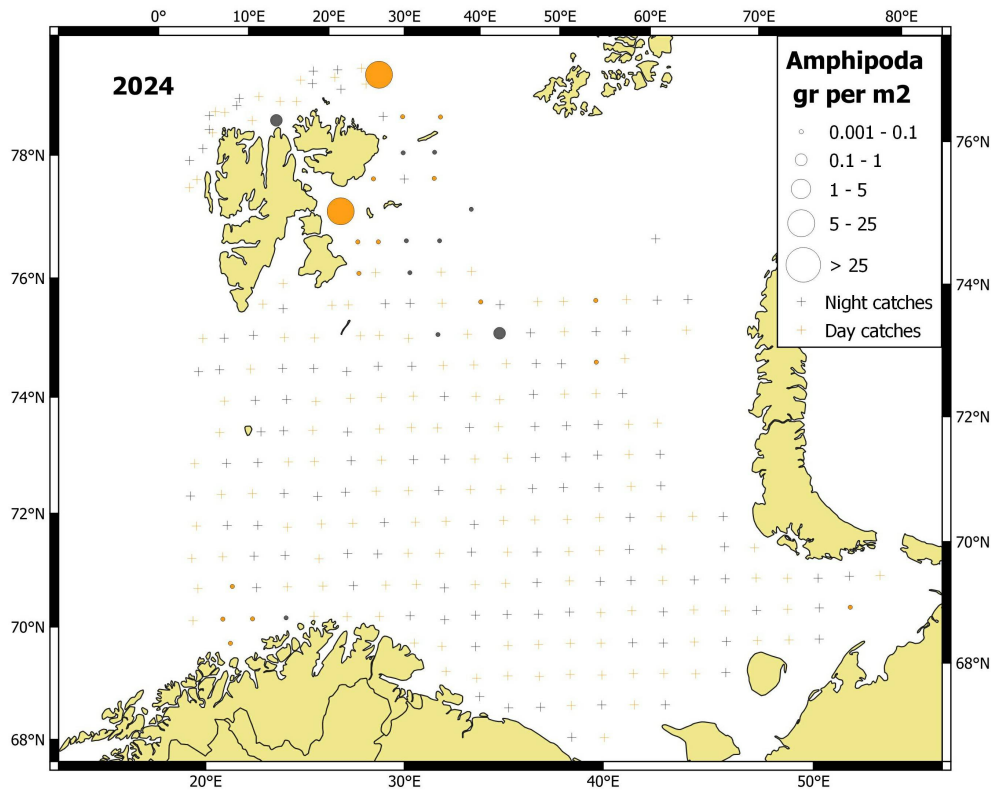 0° 10°E 20°E 30°E 40°E 50°E 60°E 70°E 80°E
2024
Amphipoda
gr per m2
0.001 - 0.1
0.1 - 1
1 - 5
5 - 25
> 25
Night catches
Day catches
78°N
76°N
74°N
72°N
70°N
68°N
76°N
74°N
72°N
70°N
68°N
20°E 30°E 40°E 50°E